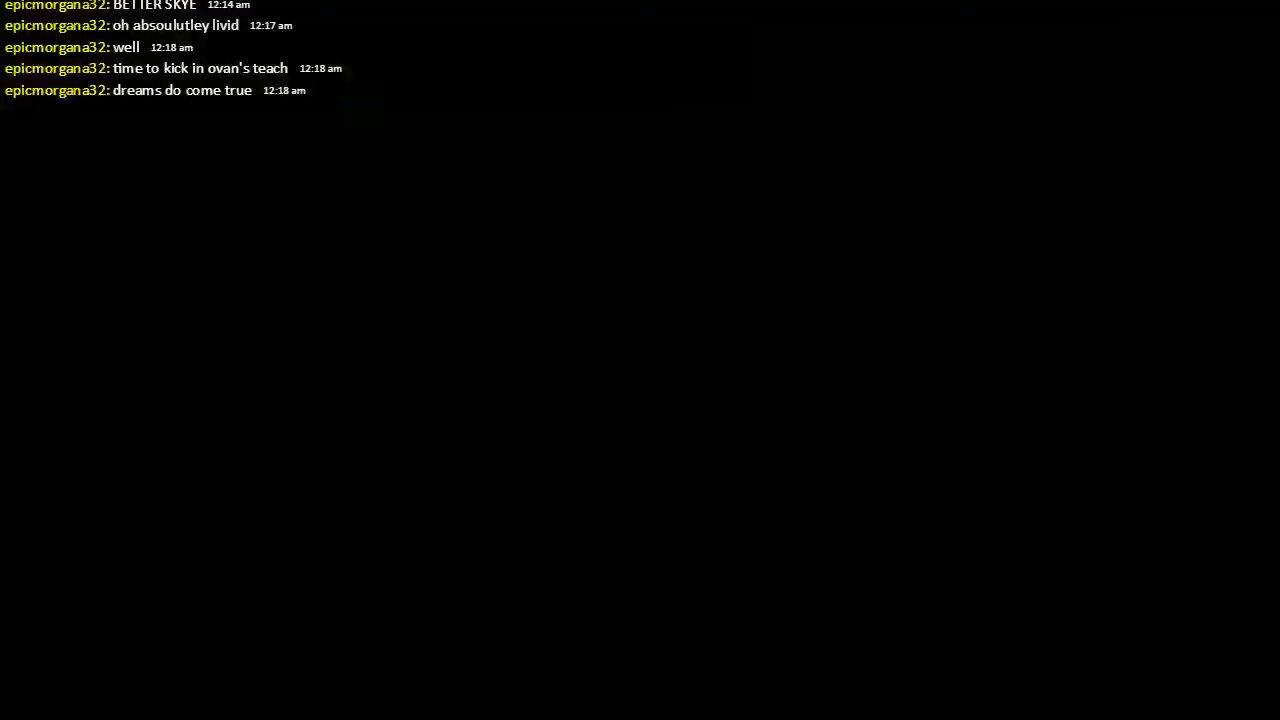 epicmorgana32: BETTER SKYE 12:14 am
epicmorgana32: oh absoulutley livid 12:17 am
epicmorgana32: well 12:18 am
epicmorgana32: time to kick in ovan's teach 12:18 am
epicmorgana32: dreams do come true 12:18 am